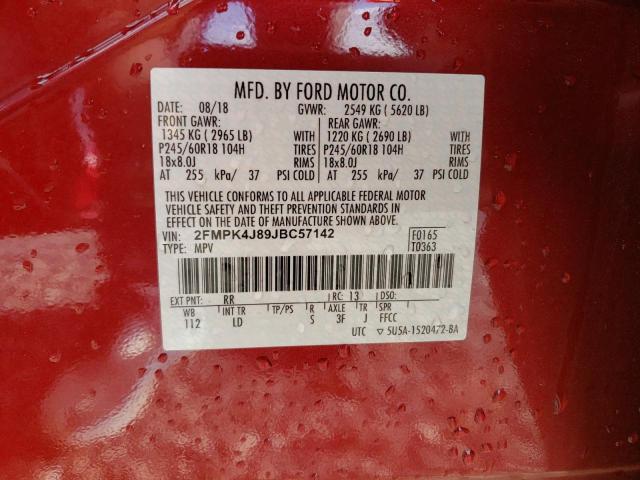 MFD. BY FORD MOTOR CO.
DATE: 08/18 GVWR: 2549 KG ( 5620 LB)
FRONT GAWR: REAR GAWR:
1345 KG ( 2965 LB) WITH 1220 KG ( 2690 LB) WITH
P245/60R18 104H TIRES P245/60R18 104H TIRES
18x8.0J RIMS 18x8.0J RIMS
AT 255 kPa/ 37 PSI COLD AT 255 kPa/ 37 PSI COLD
THIS VEHICLE CONFORMS TO ALL APPLICABLE FEDERAL MOTOR
VEHICLE SAFETY AND THEFT PREVENTION STANDARDS IN
EFFECT ON THE DATE OF MANUFACTURE SHOWN ABOVE.
VIN: 2FMPK4J89JBC57142 F0165
TYPE: MPV T0363
EXT PNT: RR RC: 13 DSO:
WB INT TR TP/PS R AXLE TR SPR
112 LD S 3F J FFCC
UTC ▽ 5U5A-1520472-BA